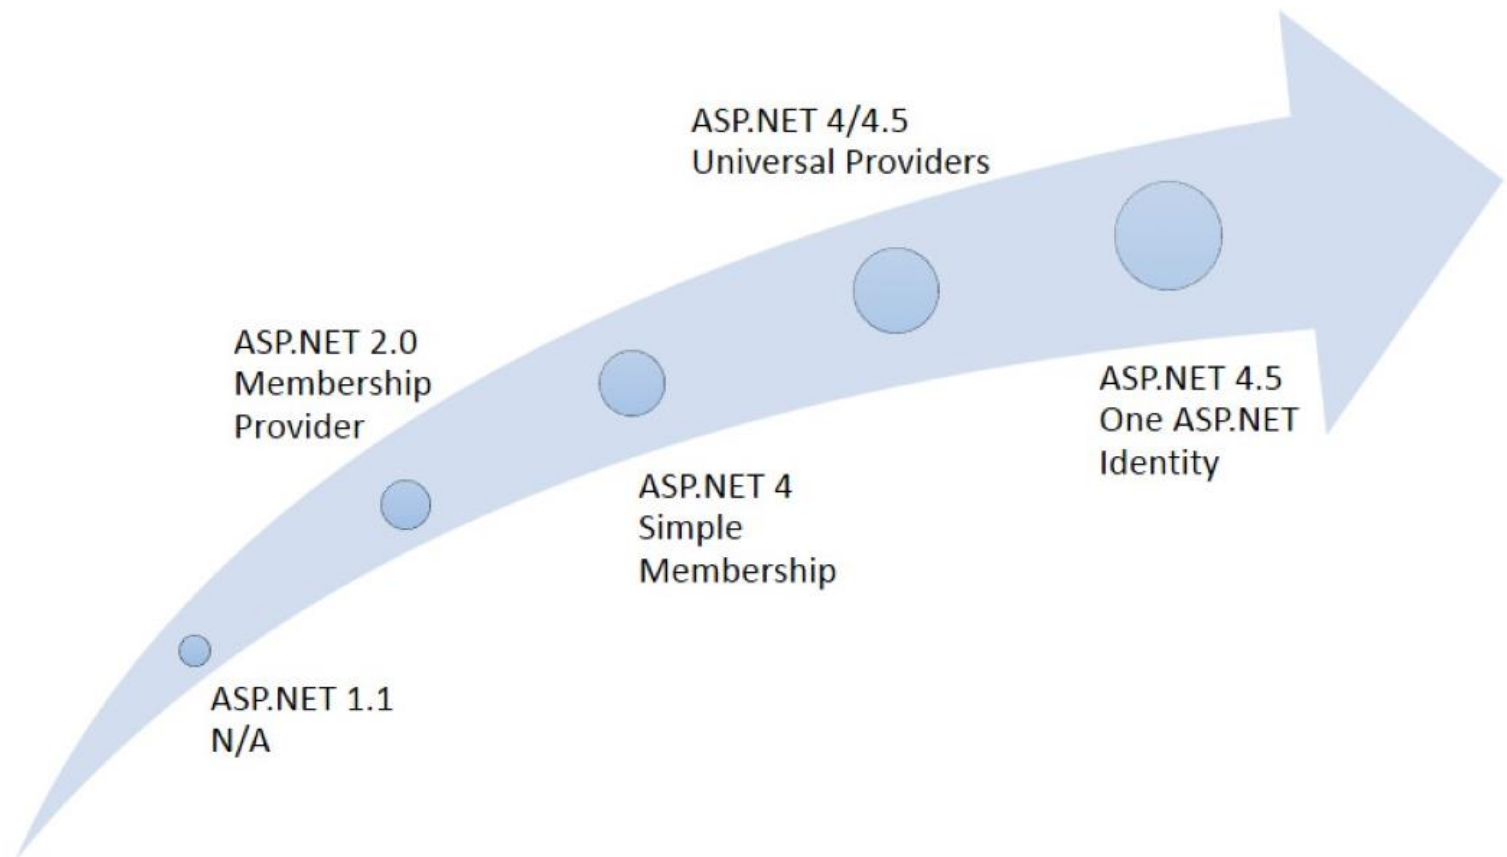 ASP.NET 4/4.5
Universal Providers
ASP.NET 2.0
Membership
Provider
ASP.NET 4.5
One ASP.NET
Identity
ASP.NET 4
Simple
Membership
ASP.NET 1.1
N/A